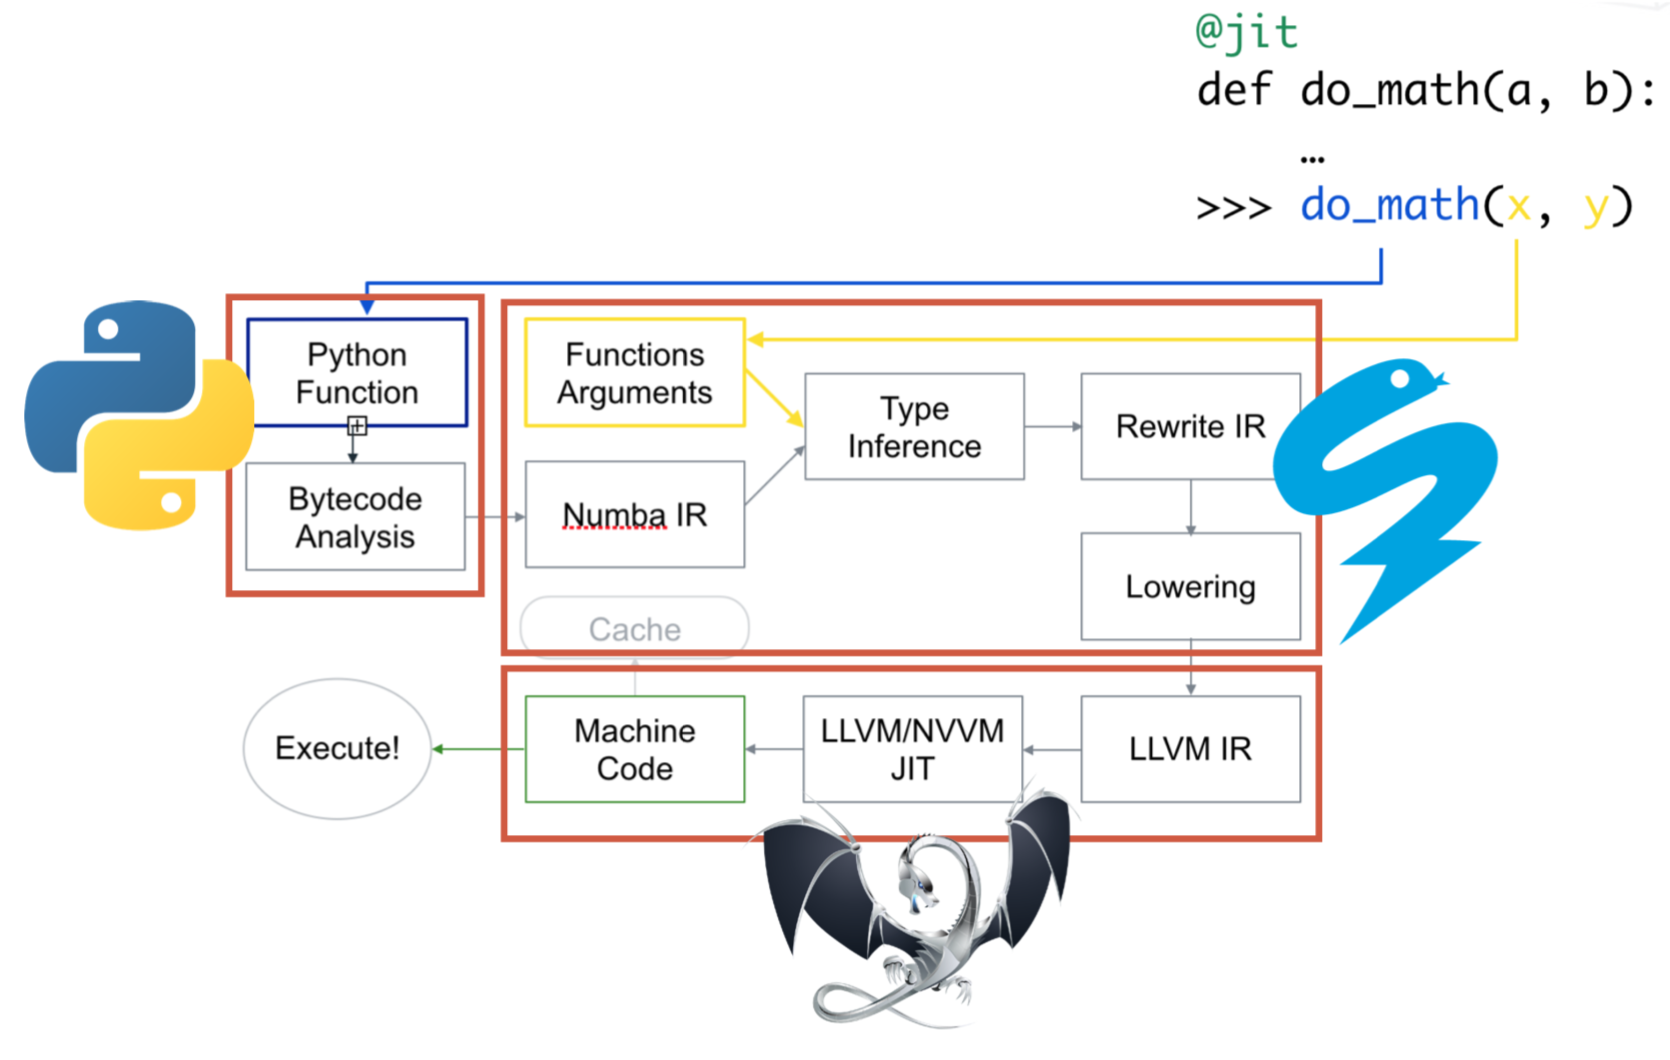 @jit
def do_math(a, b):
…
>>> do_math(x, y)
Python
Function
Functions
Arguments
Type
Inference
Rewrite IR
Bytecode
Analysis
Numba IR
Lowering
Cache
Execute!
Machine
Code
LLVM/NVVM
JIT
LLVM IR